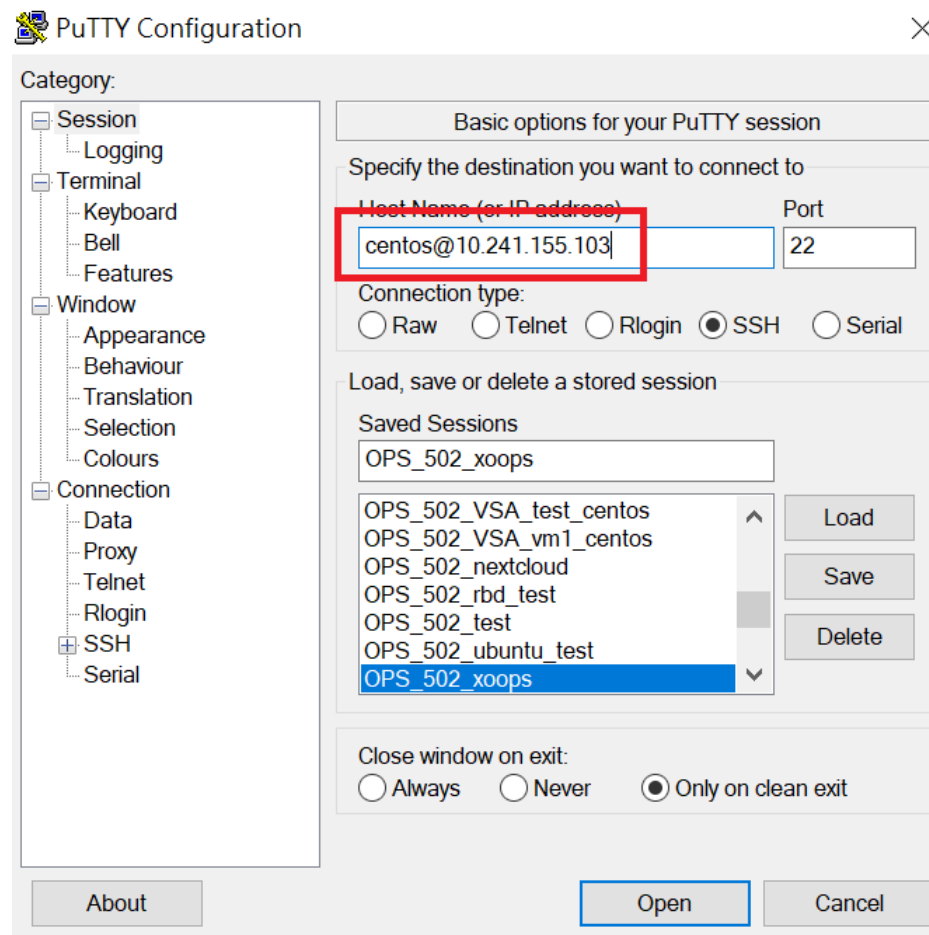 PuTTY Configuration
Category:
Session
Logging
Terminal
Keyboard
Bell
Features
Window
Appearance
Behaviour
Translation
Selection
Colours
Connection
Data
Proxy
Telnet
Rlogin
SSH
Serial
Basic options for your PuTTY session
Specify the destination you want to connect to
Host Name (or IP address)
Port
centos@10.241.155.103
22
Connection type:
Raw
Telnet
Rlogin
SSH
Serial
Load, save or delete a stored session
Saved Sessions
OPS_502_xoops
OPS_502_VSA_test_centos
OPS_502_VSA_vm1_centos
OPS_502_nextcloud
OPS_502_rbd_test
OPS_502_test
OPS_502_ubuntu_test
OPS_502_xoops
Load
Save
Delete
Close window on exit:
Always
Never
Only on clean exit
About
Open
Cancel